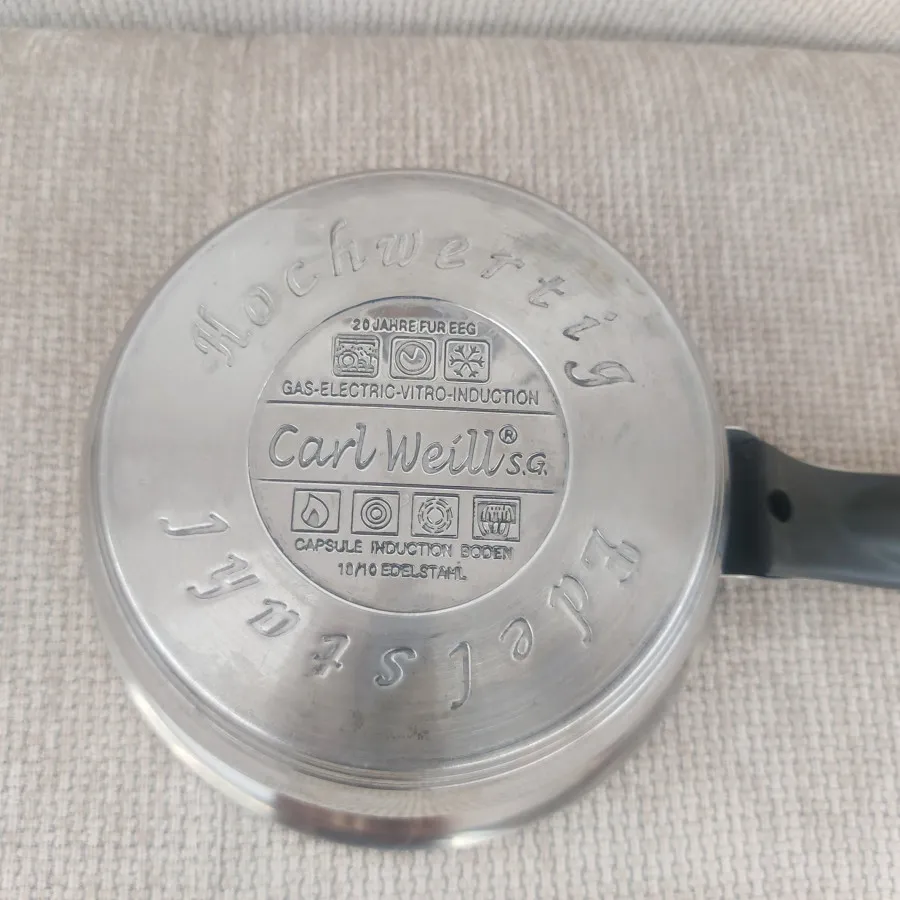 Hochwertig
20 JAHRE FUR EEG
GAS-ELECTRIC-VITRO-INDUCTION
Carl Weill® S.G.
CAPSULE INDUCTION BODEN
18/10 EDELSTAHL
Edelstahl